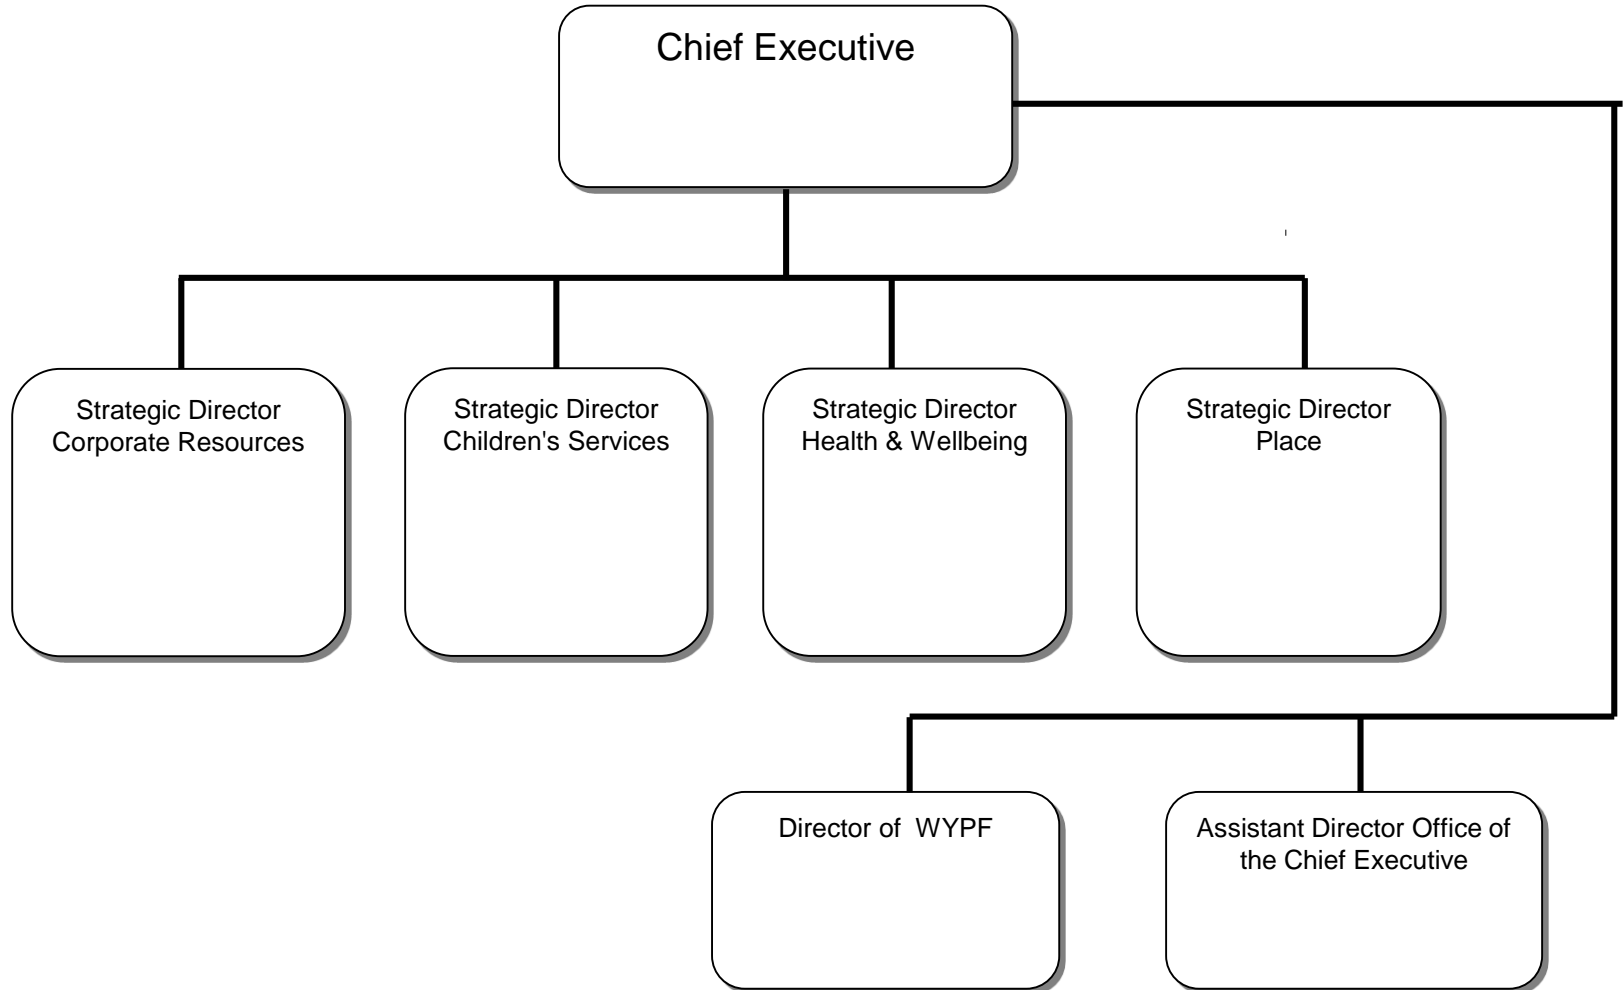 Chief Executive
Strategic Director
Corporate Resources
Strategic Director
Children's Services
Strategic Director
Health & Wellbeing
Strategic Director
Place
Director of  WYPF
Assistant Director Office of
the Chief Executive